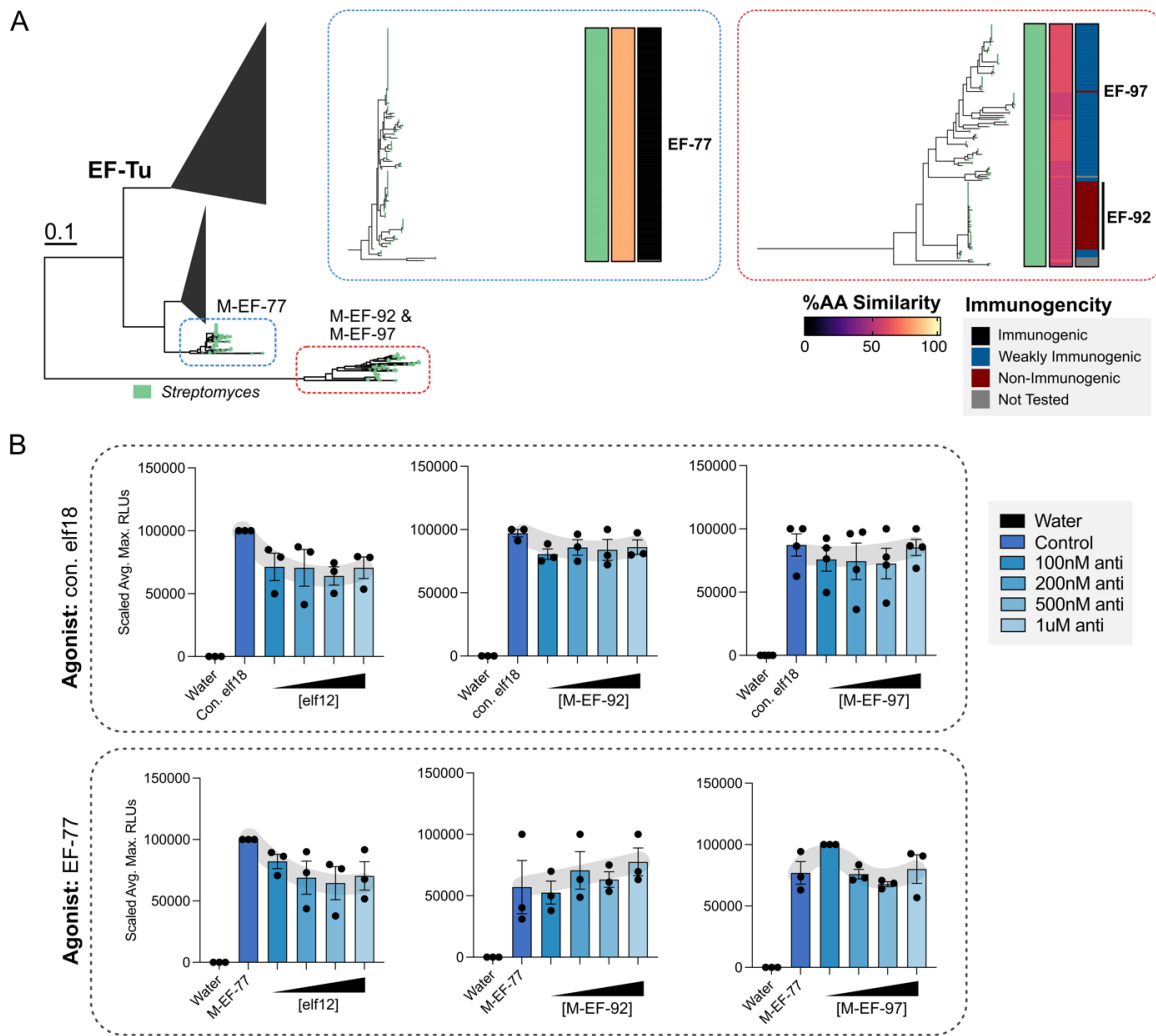 A
EF-Tu
0.1
M-EF-77
M-EF-92 &
M-EF-97
Streptomyces
EF-77
EF-97
EF-92
%AA Similarity
0 50 100
Immunogencity
Immunogenic
Weakly Immunogenic
Non-Immunogenic
Not Tested
B
Agonist: con. elf18
Scaled Avg. Max. RLUs
150000
100000
50000
0
Water
Con. elf18
[elf12]
150000
100000
50000
0
Water
con. elf18
[M-EF-92]
150000
100000
50000
0
Water
con. elf18
[M-EF-97]
Water
Control
100nM anti
200nM anti
500nM anti
1uM anti
Agonist: EF-77
Scaled Avg. Max. RLUs
150000
100000
50000
0
Water
M-EF-77
[elf12]
150000
100000
50000
0
Water
M-EF-77
[M-EF-92]
150000
100000
50000
0
Water
M-EF-77
[M-EF-97]